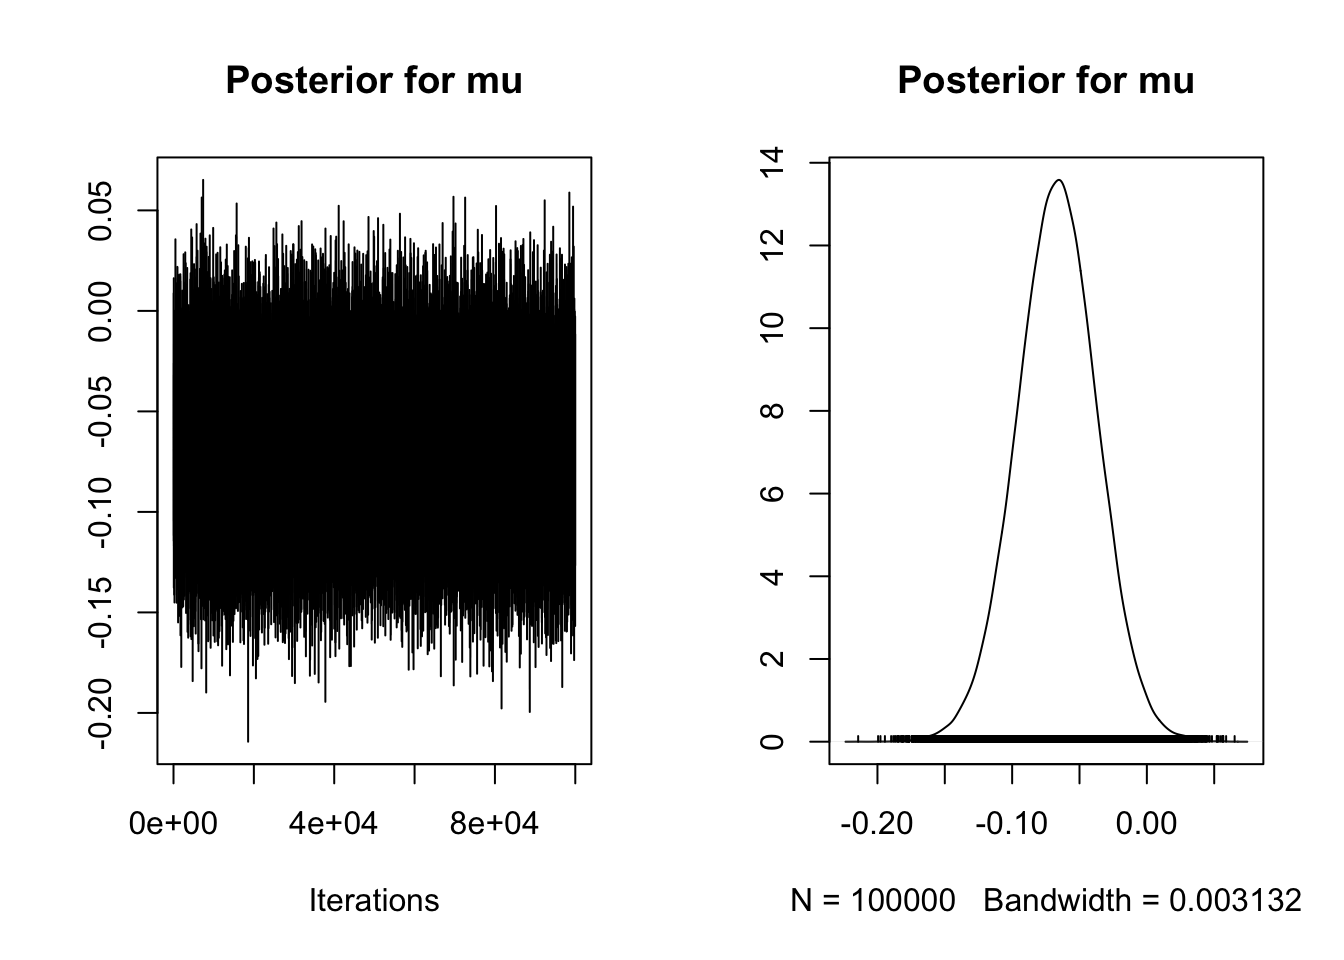 Posterior for mu
0.05
0.00
-0.05
-0.10
-0.15
-0.20
0e+00 4e+04 8e+04
Iterations
Posterior for mu
14
12
10
8
6
4
2
0
-0.20 -0.10 0.00
N = 100000 Bandwidth = 0.003132